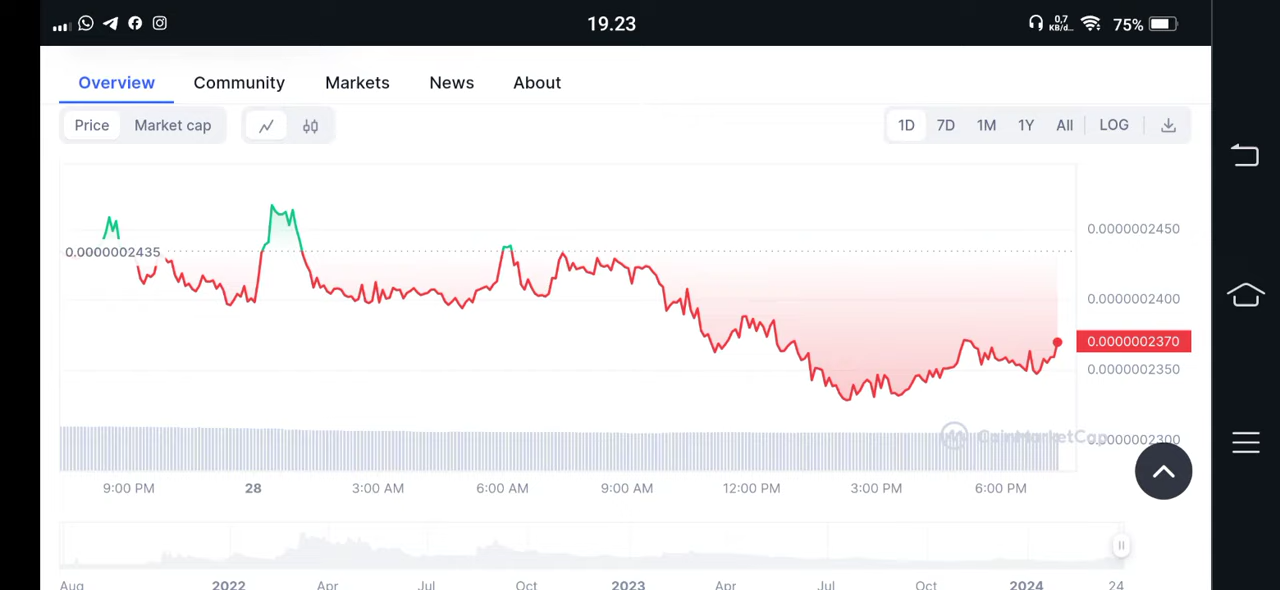 19.23
0,7
KB/d...
75%
Overview Community Markets News About
Price Market cap
1D 7D 1M 1Y All LOG
0.0000002450
0.0000002435
0.0000002400
0.0000002370
0.0000002350
CoinMarketCap
0.0000002300
9:00 PM 28 3:00 AM 6:00 AM 9:00 AM 12:00 PM 3:00 PM 6:00 PM
Aug 2022 Apr Jul Oct 2023 Apr Jul Oct 2024 24